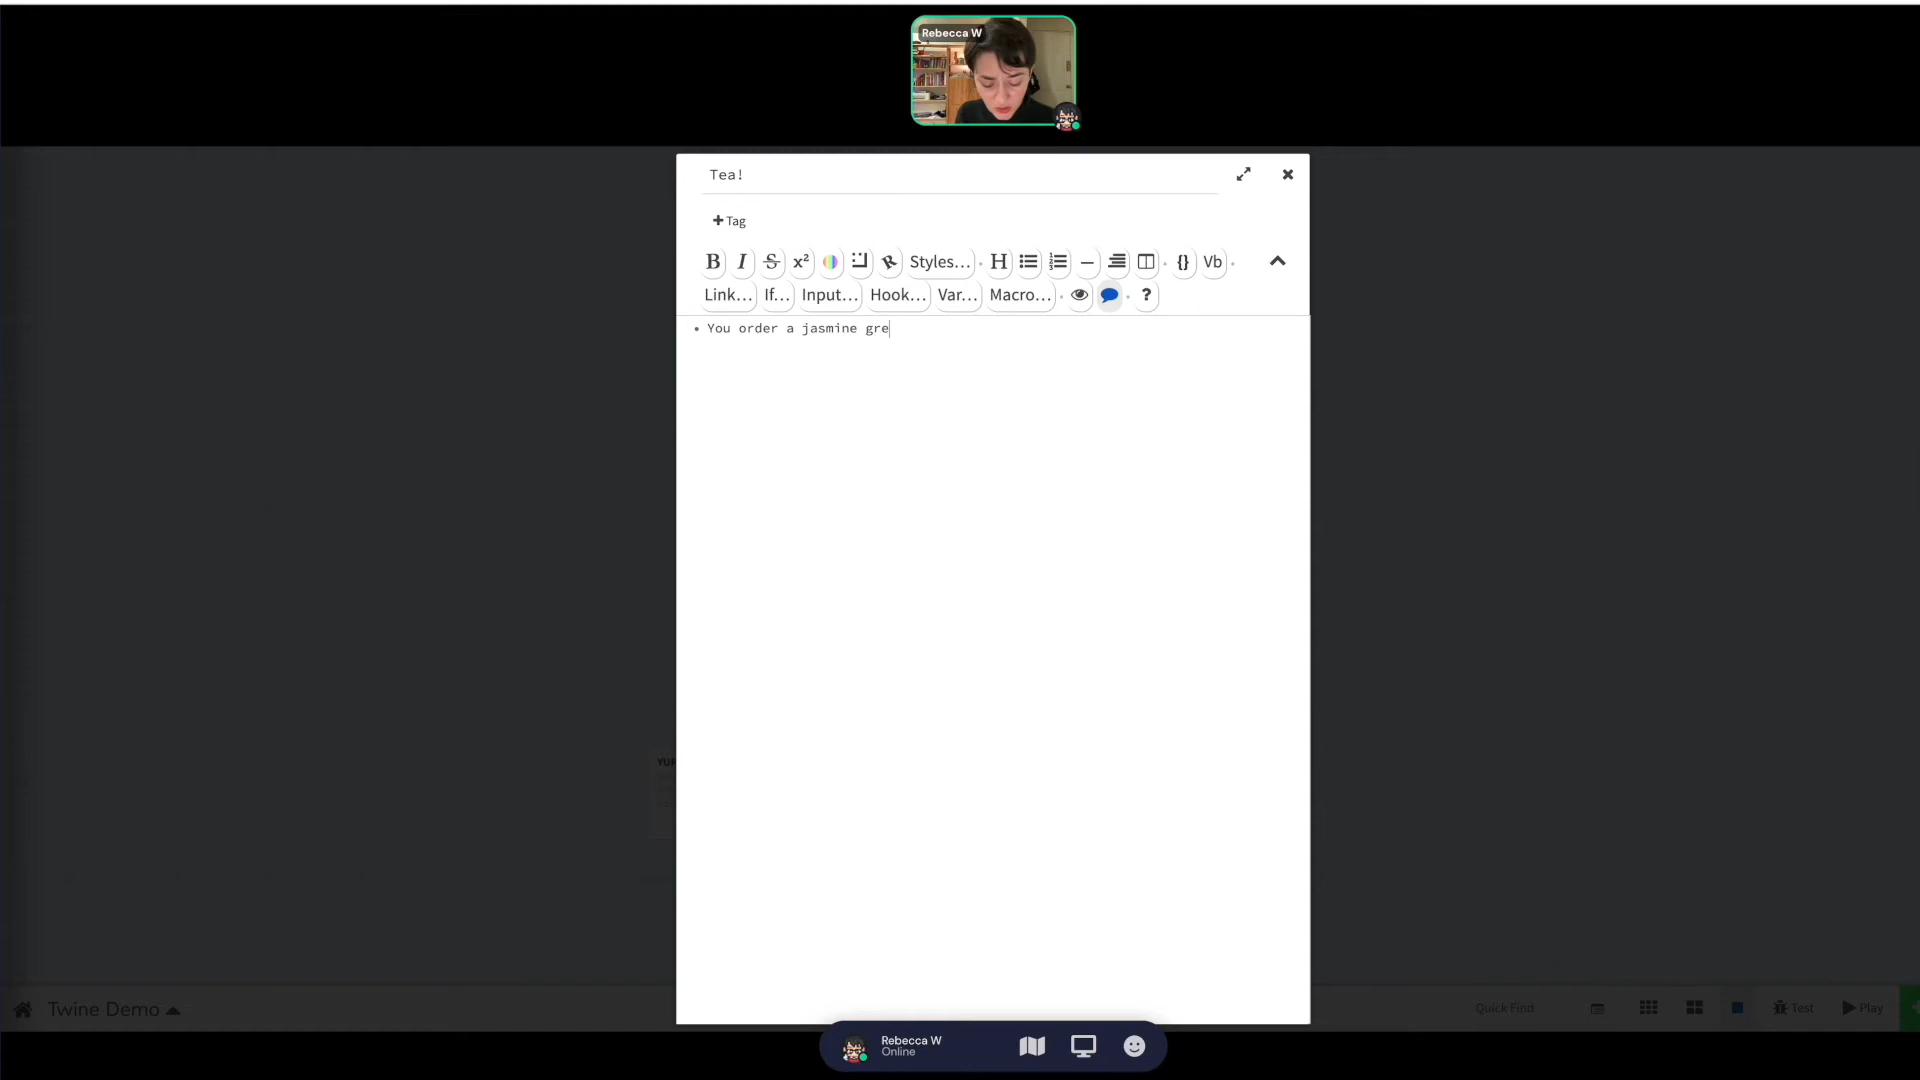 Rebecca W
Tea!
+ Tag
B I S x² Styles… H {} Vb
Link… If… Input… Hook… Var… Macro… ?
• You order a jasmine gre
YUP
Twine Demo
Quick Find
Test
Play
Rebecca W
Online